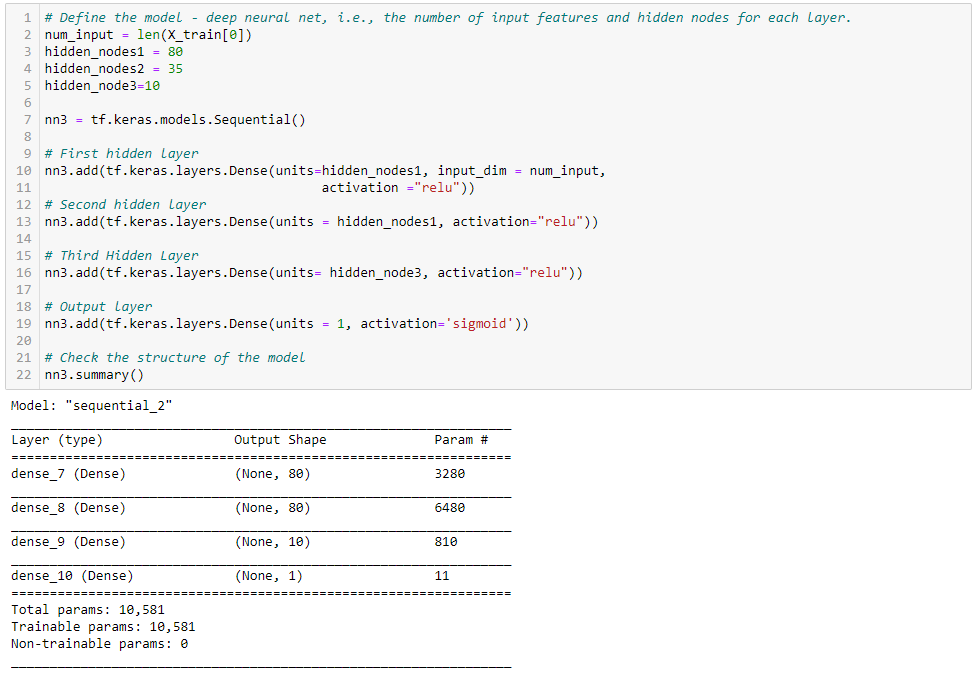 1 # Define the model - deep neural net, i.e., the number of input features and hidden nodes for each layer.
2 num_input = len(X_train[0])
3 hidden_nodes1 = 80
4 hidden_nodes2 = 35
5 hidden_node3=10
6
7 nn3 = tf.keras.models.Sequential()
8
9 # First hidden layer
10 nn3.add(tf.keras.layers.Dense(units=hidden_nodes1, input_dim = num_input,
11                                     activation ="relu"))
12 # Second hidden layer
13 nn3.add(tf.keras.layers.Dense(units = hidden_nodes1, activation="relu"))
14
15 # Third Hidden Layer
16 nn3.add(tf.keras.layers.Dense(units= hidden_node3, activation="relu"))
17
18 # Output layer
19 nn3.add(tf.keras.layers.Dense(units = 1, activation='sigmoid'))
20
21 # Check the structure of the model
22 nn3.summary()
Model: "sequential_2"
_________________________________________________________________
Layer (type)                 Output Shape              Param #
=================================================================
dense_7 (Dense)              (None, 80)                3280
_________________________________________________________________
dense_8 (Dense)              (None, 80)                6480
_________________________________________________________________
dense_9 (Dense)              (None, 10)                810
_________________________________________________________________
dense_10 (Dense)             (None, 1)                 11
=================================================================
Total params: 10,581
Trainable params: 10,581
Non-trainable params: 0
_________________________________________________________________